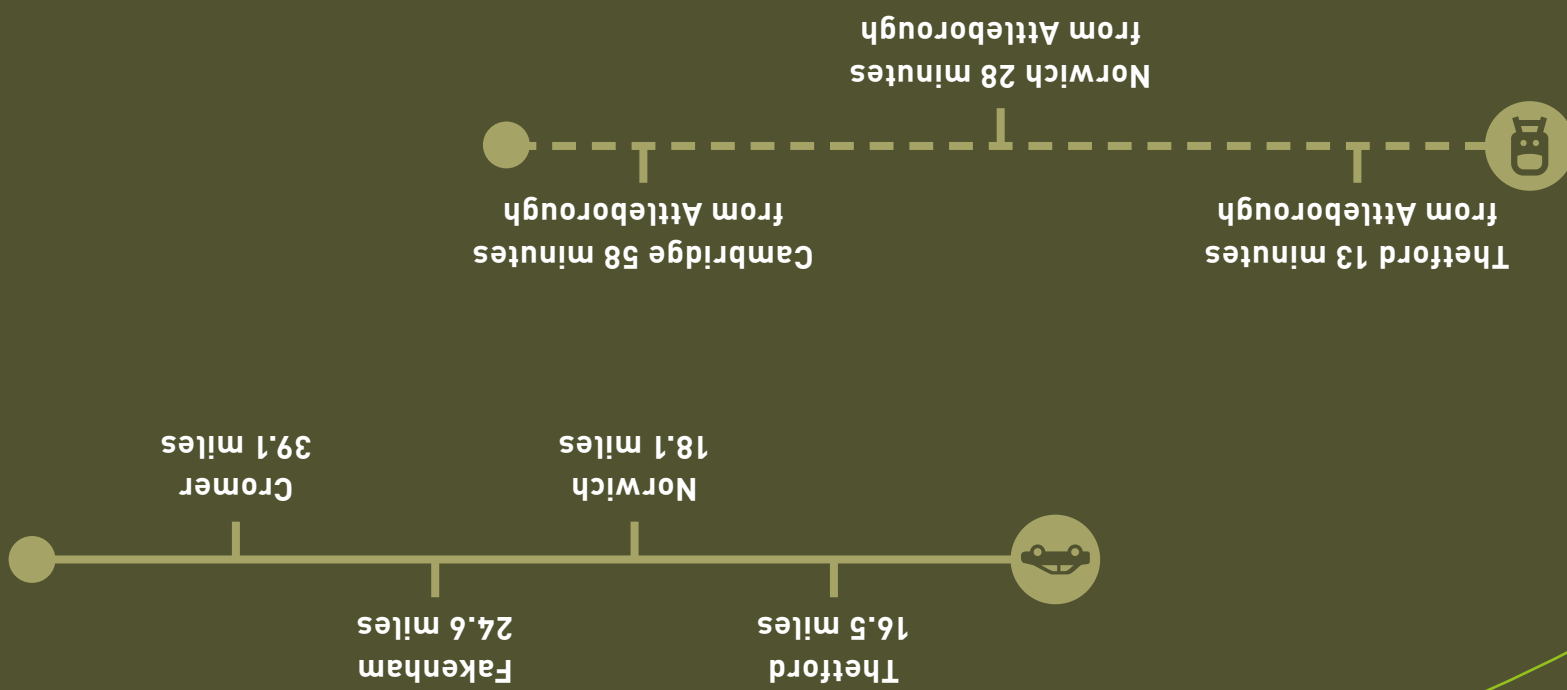 Thetford
16.5 miles
Fakenham
24.6 miles
Norwich
18.1 miles
Cromer
39.1 miles
Thetford 13 minutes
from Attleborough
Cambridge 58 minutes
from Attleborough
Norwich 28 minutes
from Attleborough